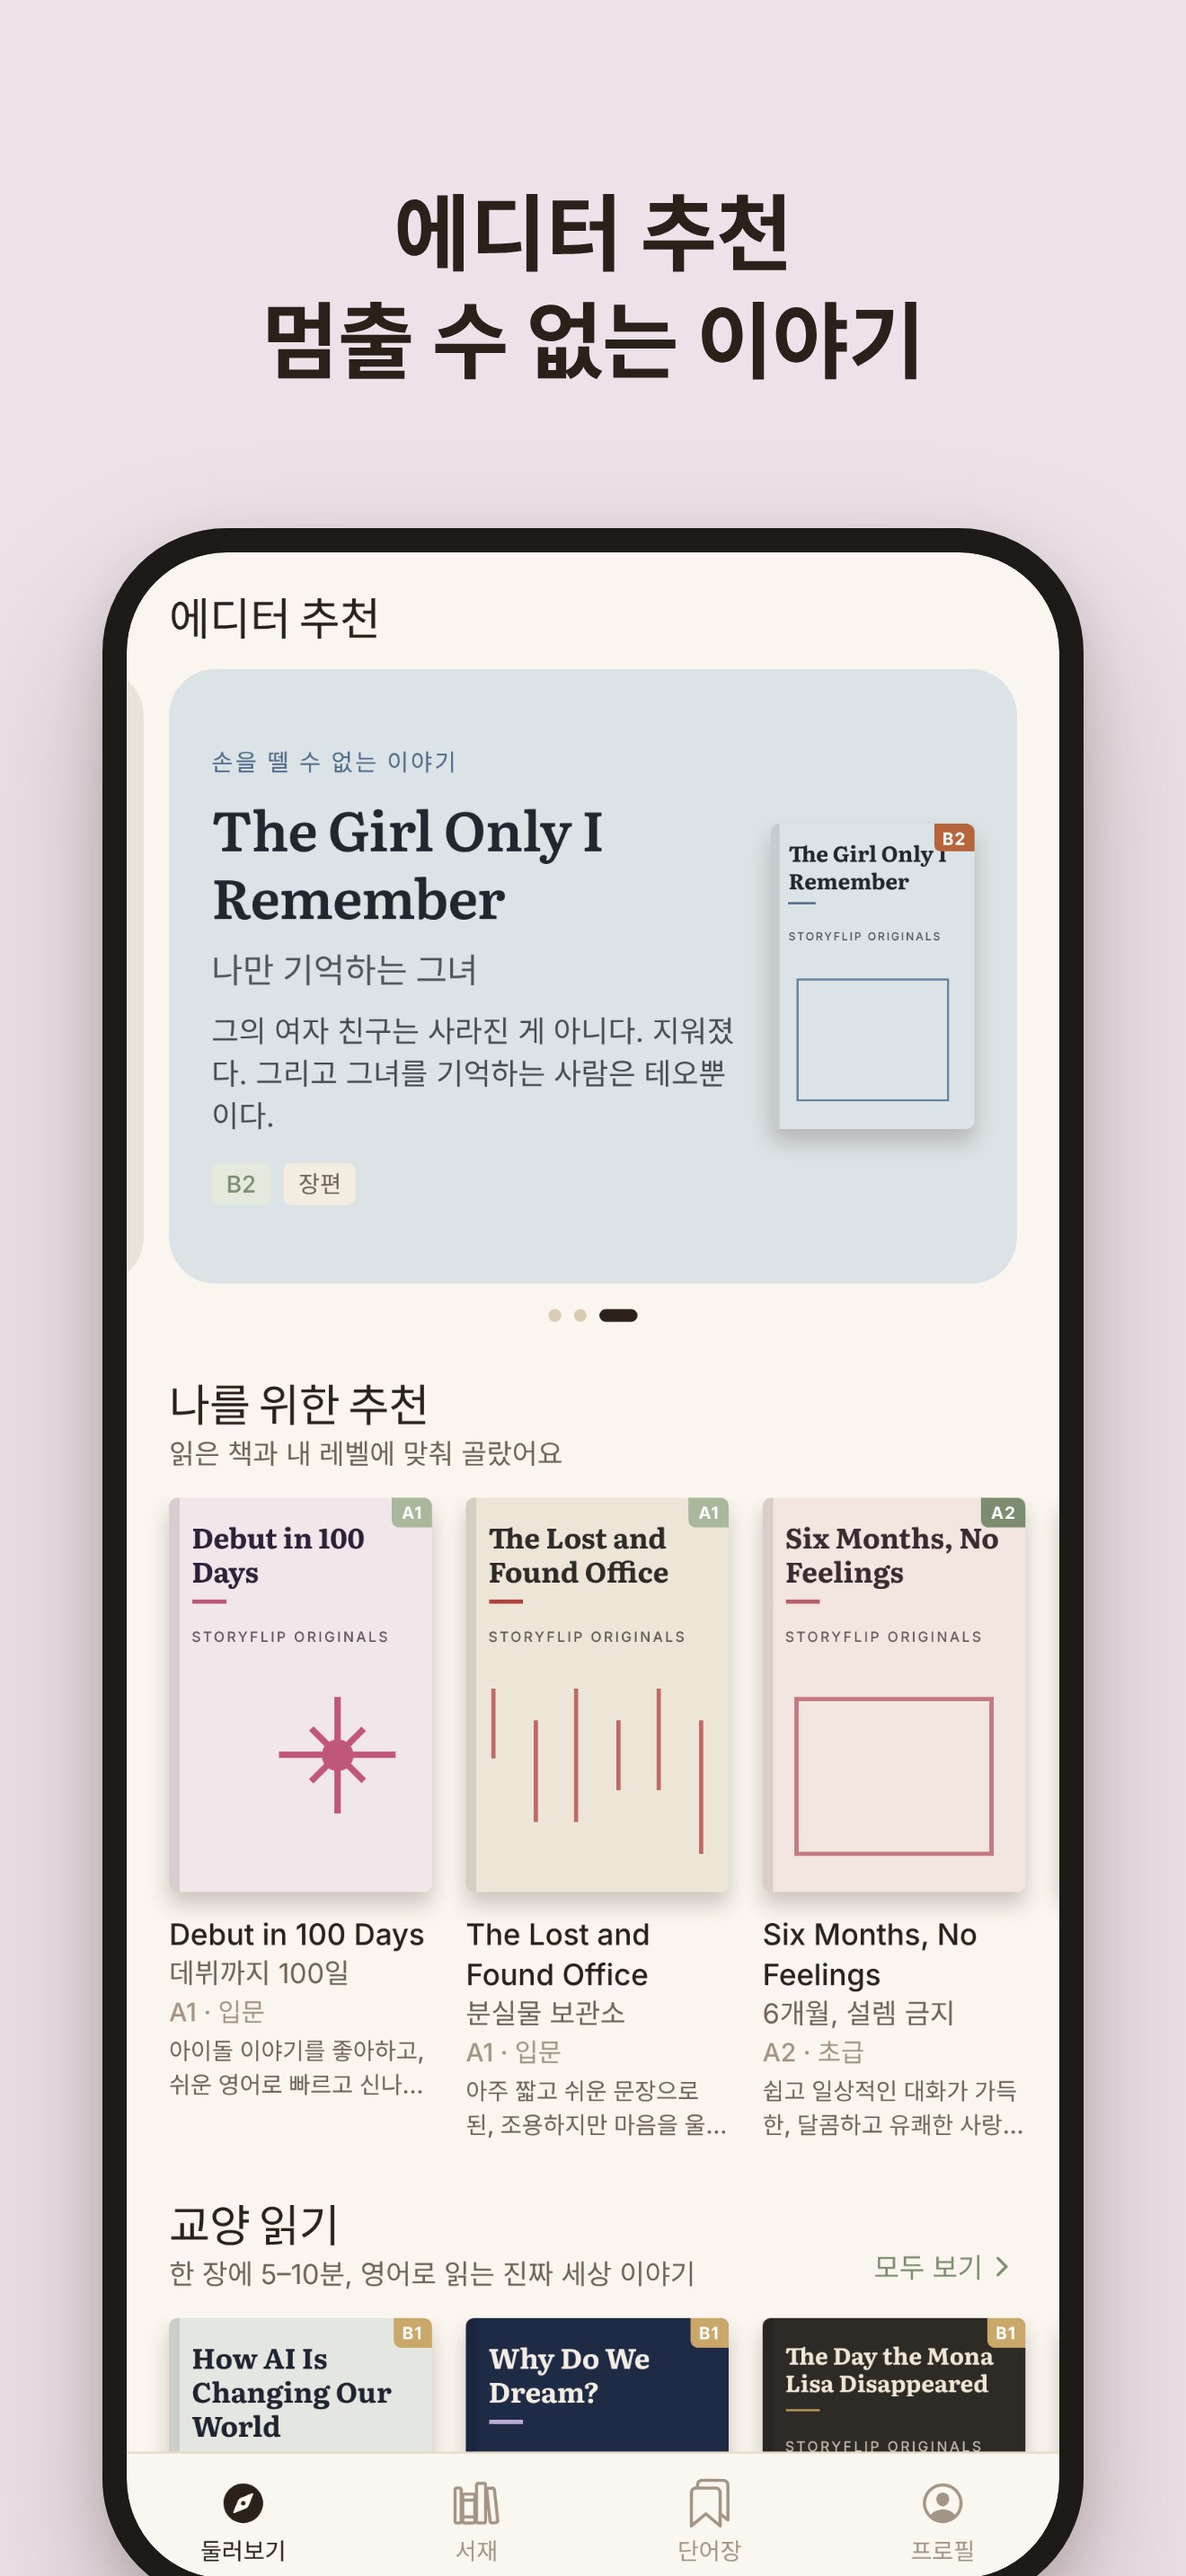 에디터 추천
멈출 수 없는 이야기
에디터 추천
손을 뗄 수 없는 이야기
The Girl Only I
Remember
나만 기억하는 그녀
그의 여자 친구는 사라진 게 아니다. 지워졌
다. 그리고 그녀를 기억하는 사람은 테오뿐
이다.
B2 장편
B2
The Girl Only I
Remember
STORYFLIP ORIGINALS
나를 위한 추천
읽은 책과 내 레벨에 맞춰 골랐어요
A1
Debut in 100
Days
STORYFLIP ORIGINALS
A1
The Lost and
Found Office
STORYFLIP ORIGINALS
A2
Six Months, No
Feelings
STORYFLIP ORIGINALS
Debut in 100 Days
데뷔까지 100일
A1 · 입문
아이돌 이야기를 좋아하고,
쉬운 영어로 빠르고 신나...
The Lost and
Found Office
분실물 보관소
A1 · 입문
아주 짧고 쉬운 문장으로
된, 조용하지만 마음을 울...
Six Months, No
Feelings
6개월, 설렘 금지
A2 · 초급
쉽고 일상적인 대화가 가득
한, 달콤하고 유쾌한 사랑...
교양 읽기
한 장에 5–10분, 영어로 읽는 진짜 세상 이야기
모두 보기
B1
How AI Is
Changing Our
World
B1
Why Do We
Dream?
B1
The Day the Mona
Lisa Disappeared
STORYFLIP ORIGINALS
둘러보기
서재
단어장
프로필